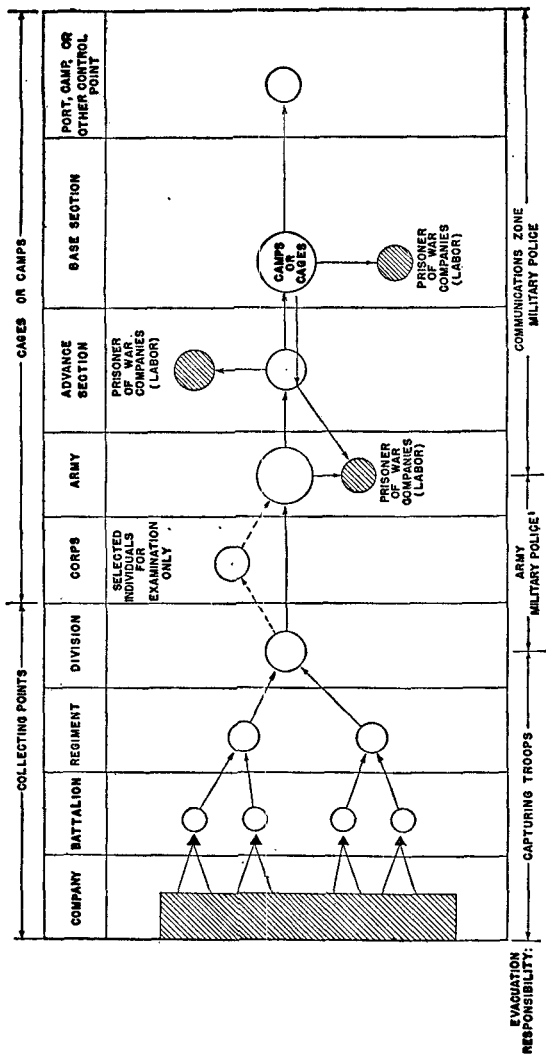 COLLECTING POINTS
CAGES OR CAMPS
COMPANY
BATTALION
REGIMENT
DIVISION
CORPS
ARMY
ADVANCE
SECTION
BASE SECTION
PORT, CAMP, OR
OTHER CONTROL
POINT
SELECTED
INDIVIDUALS
FOR
EXAMINATION
ONLY
PRISONER
OF WAR
COMPANIES
(LABOR)
CAMPS
OR
CAGES
PRISONER
OF WAR
COMPANIES
(LABOR)
PRISONER
OF WAR
COMPANIES
(LABOR)
EVACUATION
RESPONSIBILITY:
CAPTURING TROOPS
ARMY
MILITARY POLICE¹
COMMUNICATIONS ZONE
MILITARY POLICE